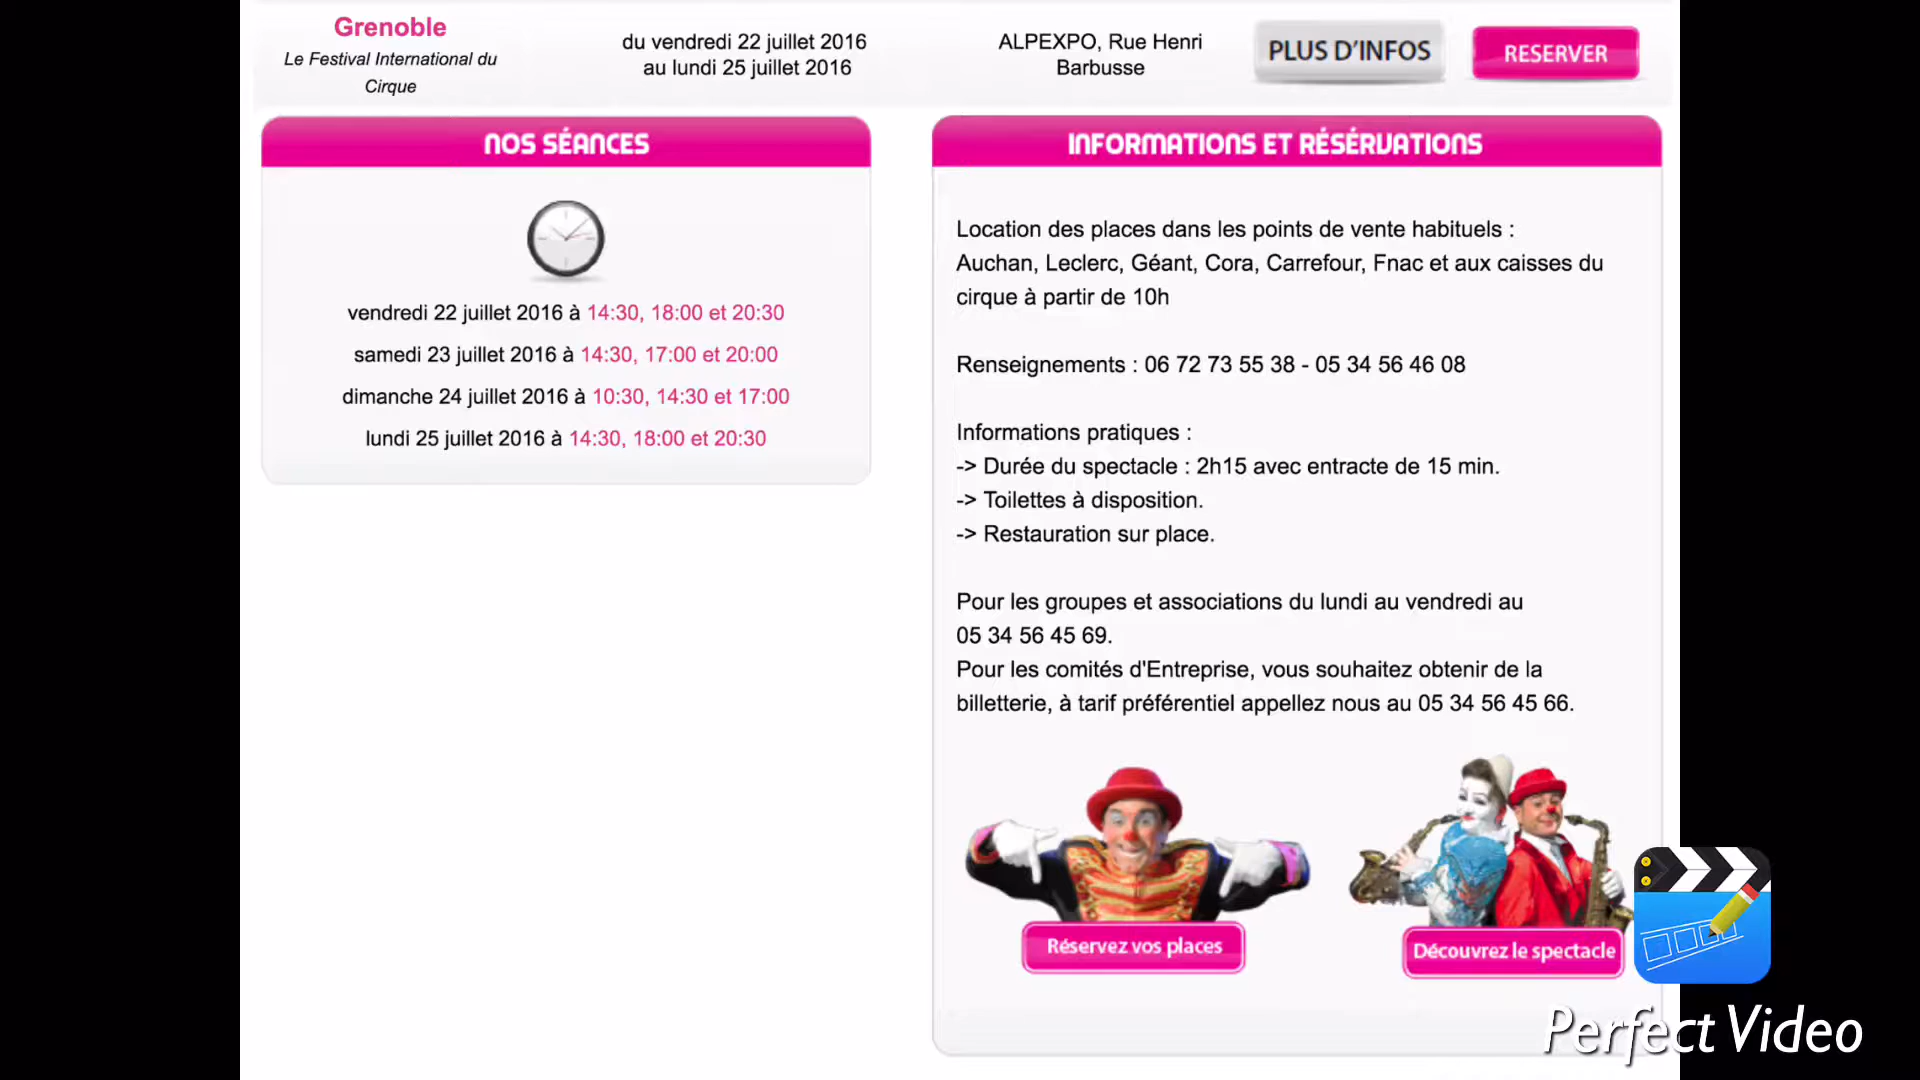 Grenoble
Le Festival International du
Cirque
du vendredi 22 juillet 2016
au lundi 25 juillet 2016
ALPEXPO, Rue Henri
Barbusse
PLUS D'INFOS
RESERVER
NOS SÉANCES
vendredi 22 juillet 2016 à 14:30, 18:00 et 20:30
samedi 23 juillet 2016 à 14:30, 17:00 et 20:00
dimanche 24 juillet 2016 à 10:30, 14:30 et 17:00
lundi 25 juillet 2016 à 14:30, 18:00 et 20:30
INFORMATIONS ET RÉSÉRVATIONS
Location des places dans les points de vente habituels :
Auchan, Leclerc, Géant, Cora, Carrefour, Fnac et aux caisses du
cirque à partir de 10h
Renseignements : 06 72 73 55 38 - 05 34 56 46 08
Informations pratiques :
-> Durée du spectacle : 2h15 avec entracte de 15 min.
-> Toilettes à disposition.
-> Restauration sur place.
Pour les groupes et associations du lundi au vendredi au
05 34 56 45 69.
Pour les comités d'Entreprise, vous souhaitez obtenir de la
billetterie, à tarif préférentiel appellez nous au 05 34 56 45 66.
Réservez vos places
Découvrez le spectacle
Perfect Video